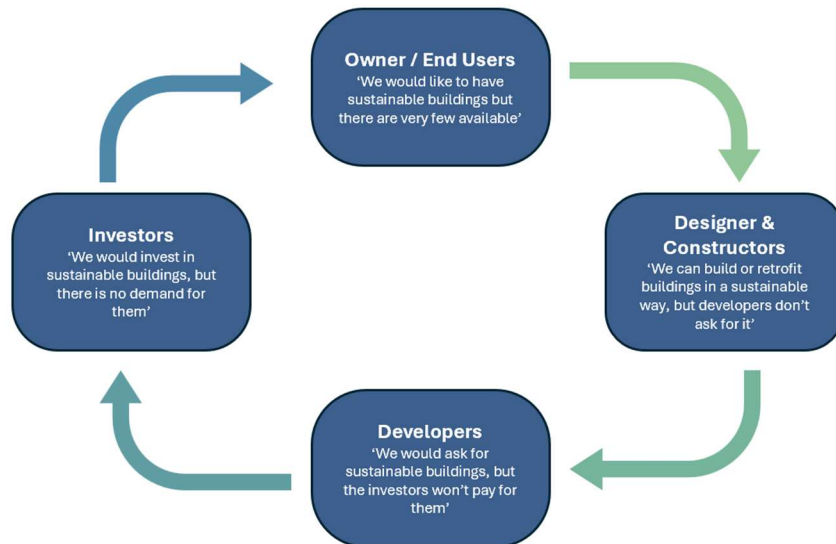 Owner / End Users
‘We would like to have
sustainable buildings but
there are very few available’
Designer &
Constructors
‘We can build or retrofit
buildings in a sustainable
way, but developers don’t
ask for it’
Developers
‘We would ask for
sustainable buildings, but
the investors won’t pay for
them’
Investors
‘We would invest in
sustainable buildings, but
there is no demand for
them’